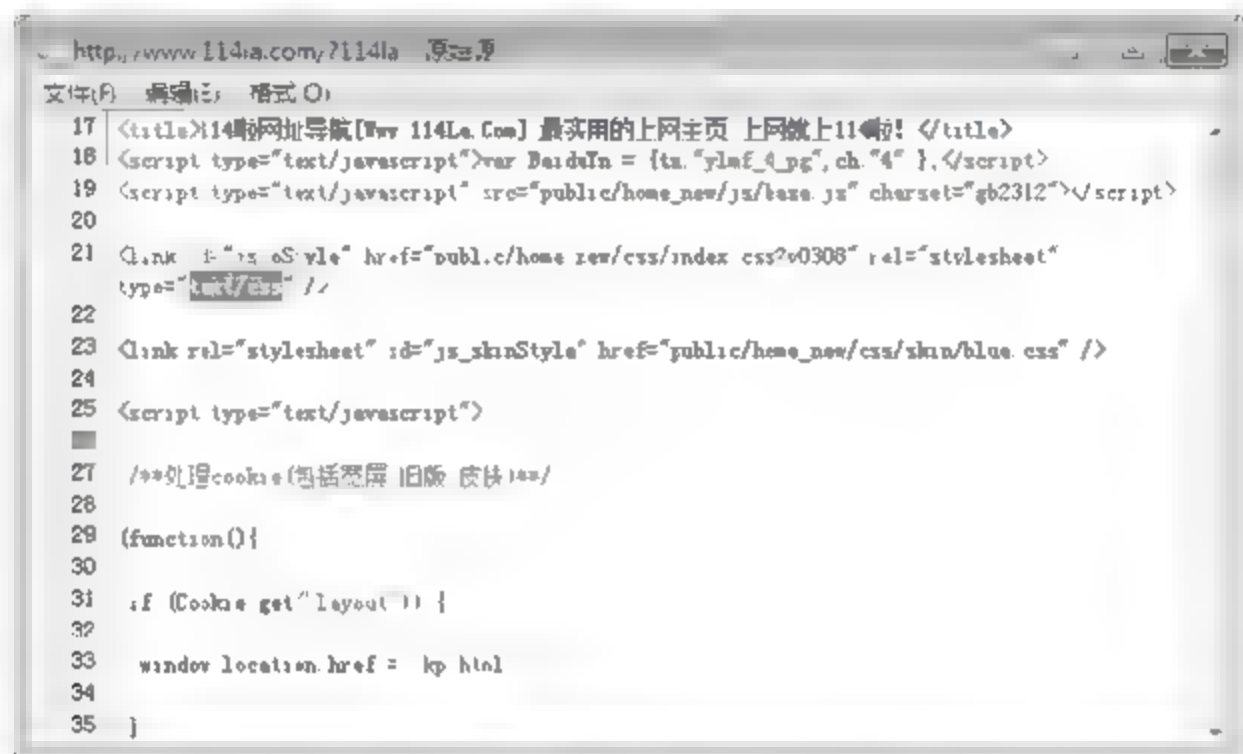 http://www.114la.com/?114la 原始源
文件(F) 编辑(E) 格式(O)
17 <title>114啦网址导航[Www.114La.Com] 最实用的上网主页 上网就上114啦! </title>
18 <script type="text/javascript">var BaiduTn = {tn:"ylmf_4_pg",ch:"4" };</script>
19 <script type="text/javascript" src="public/home_new/js/base.js" charset="gb2312"></script>
20
21 <link href="public/home_new/css/index.css?v0308" rel="stylesheet"
type="text/css" />
22
23 <link rel="stylesheet" id="js_skinStyle" href="public/home_new/css/skin/blue.css" />
24
25 <script type="text/javascript">
27 /**处理cookie(包括宽屏 旧版 皮肤)**/
28
29 (function(){
30
31 if (Cookie.get("layout")) {
32
33 window.location.href = kp.html
34
35 }